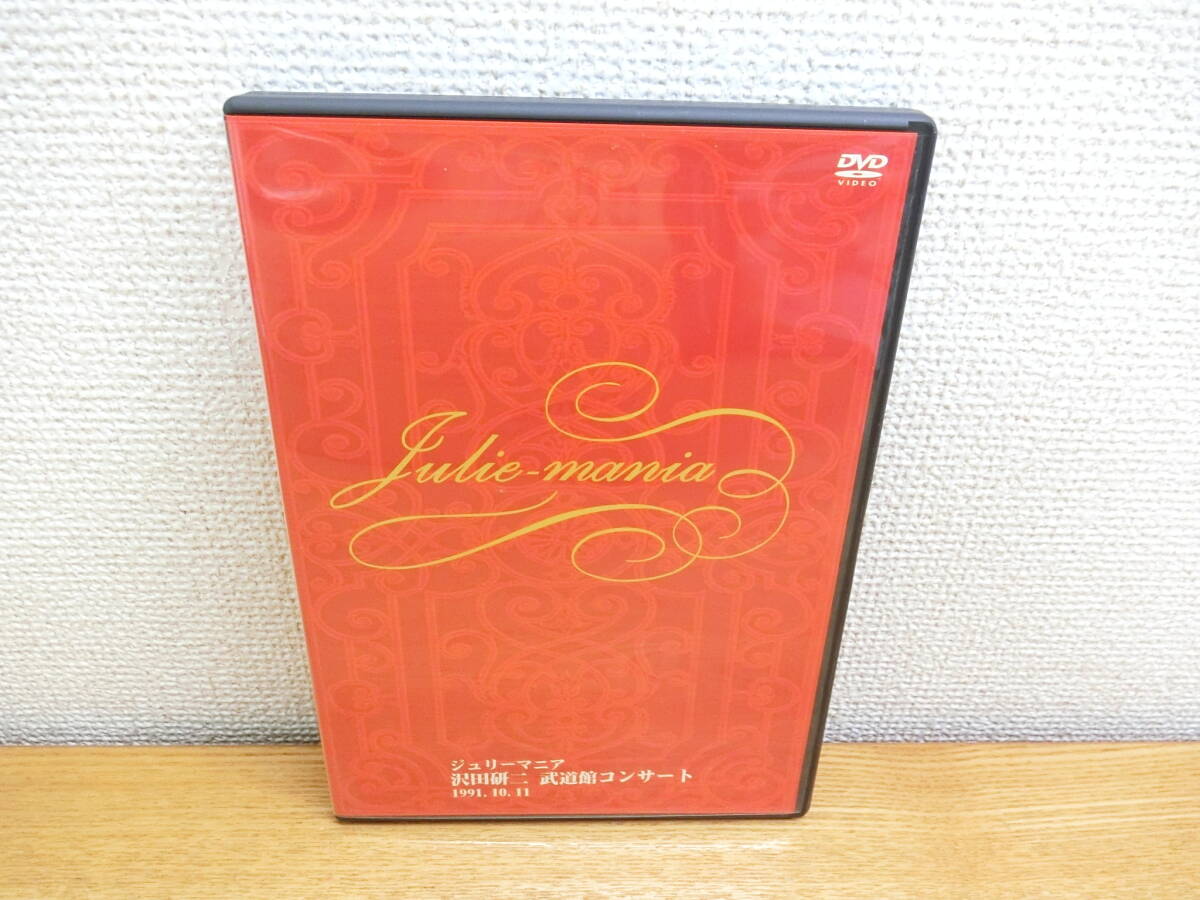 DVD
VIDEO
Julie-mania
ジュリーマニア
沢田研二 武道館コンサート
1991.10.11